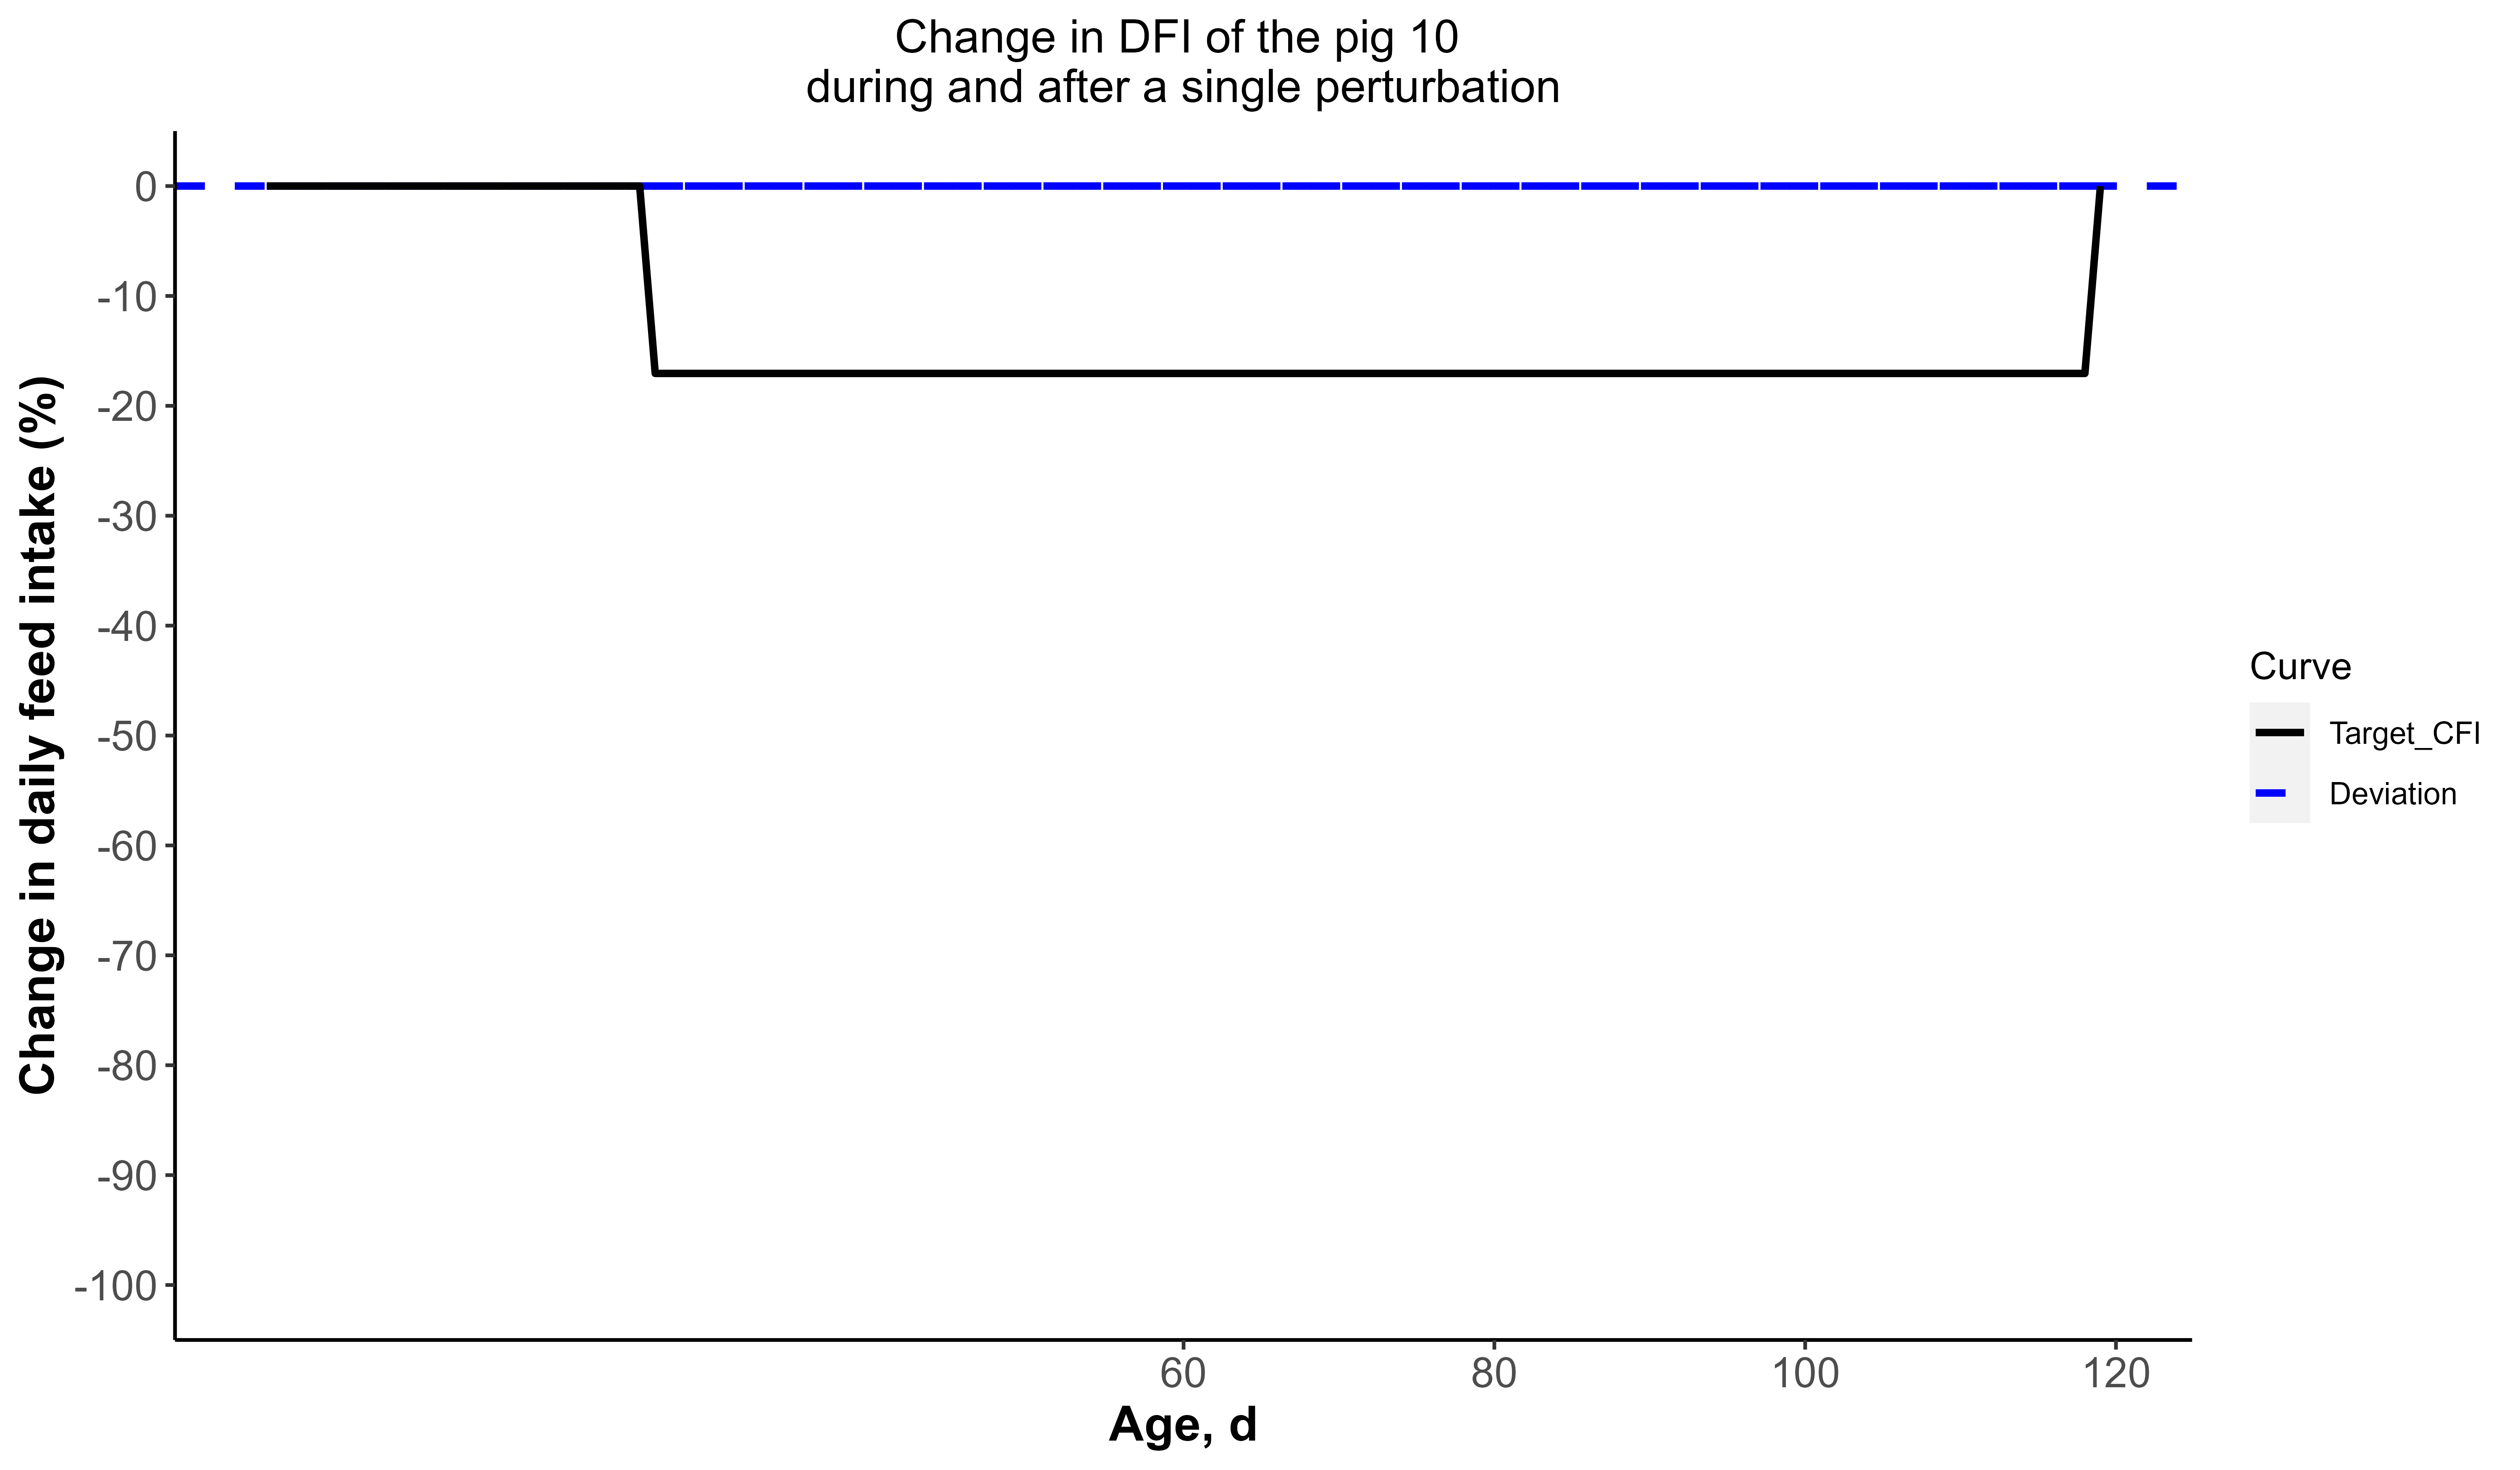 Change in DFI of the pig 10
during and after a single perturbation
Change in daily feed intake (%)
0
-10
-20
-30
-40
-50
-60
-70
-80
-90
-100
60
80
100
120
Age, d
Curve
Target_CFI
Deviation